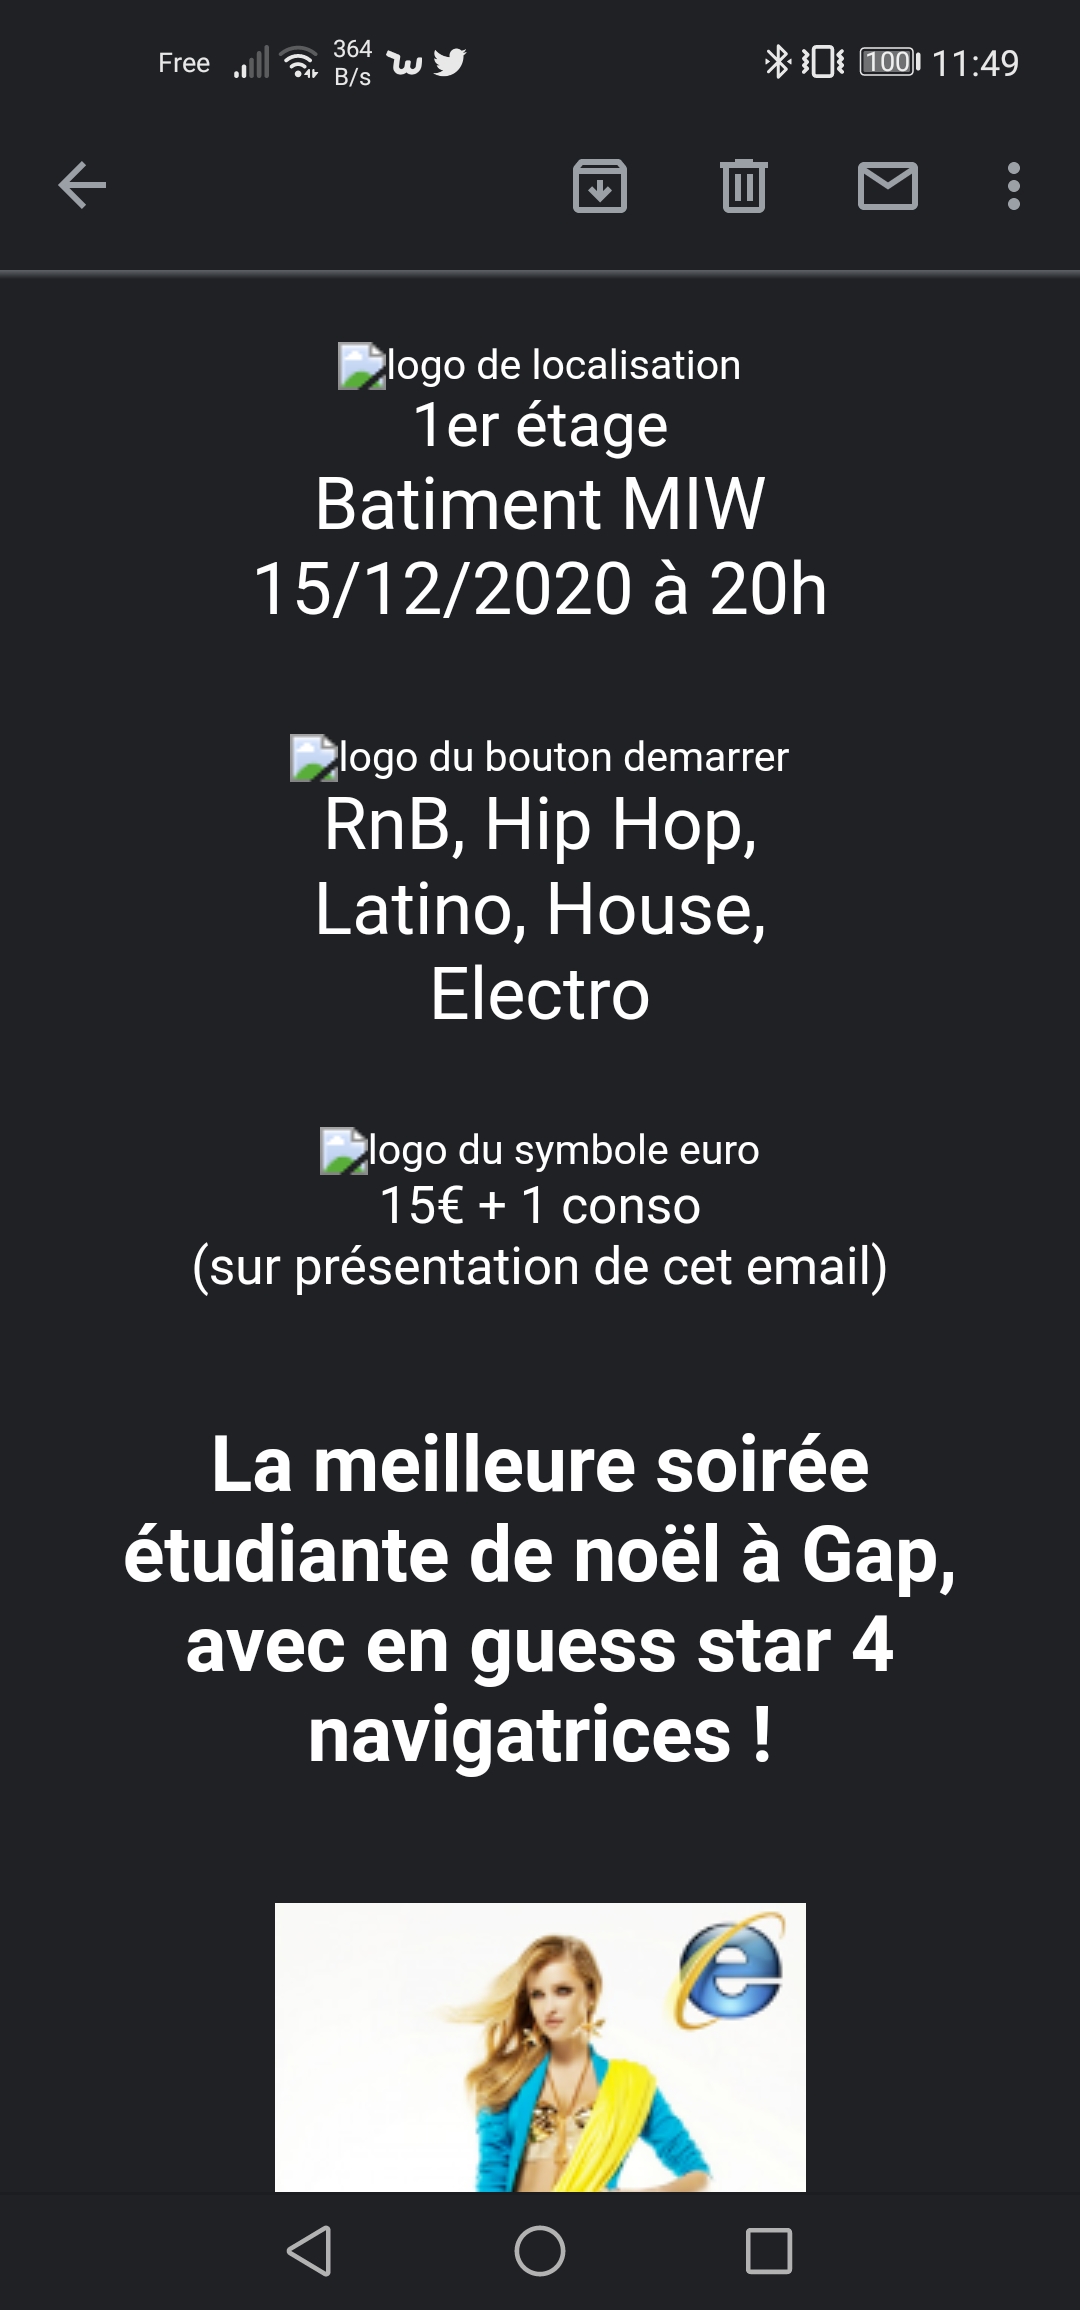 Free 364 B/s 100 11:49
logo de localisation
1er étage
Batiment MIW
15/12/2020 à 20h
logo du bouton demarrer
RnB, Hip Hop,
Latino, House,
Electro
logo du symbole euro
15€ + 1 conso
(sur présentation de cet email)
La meilleure soirée
étudiante de noël à Gap,
avec en guess star 4
navigatrices !